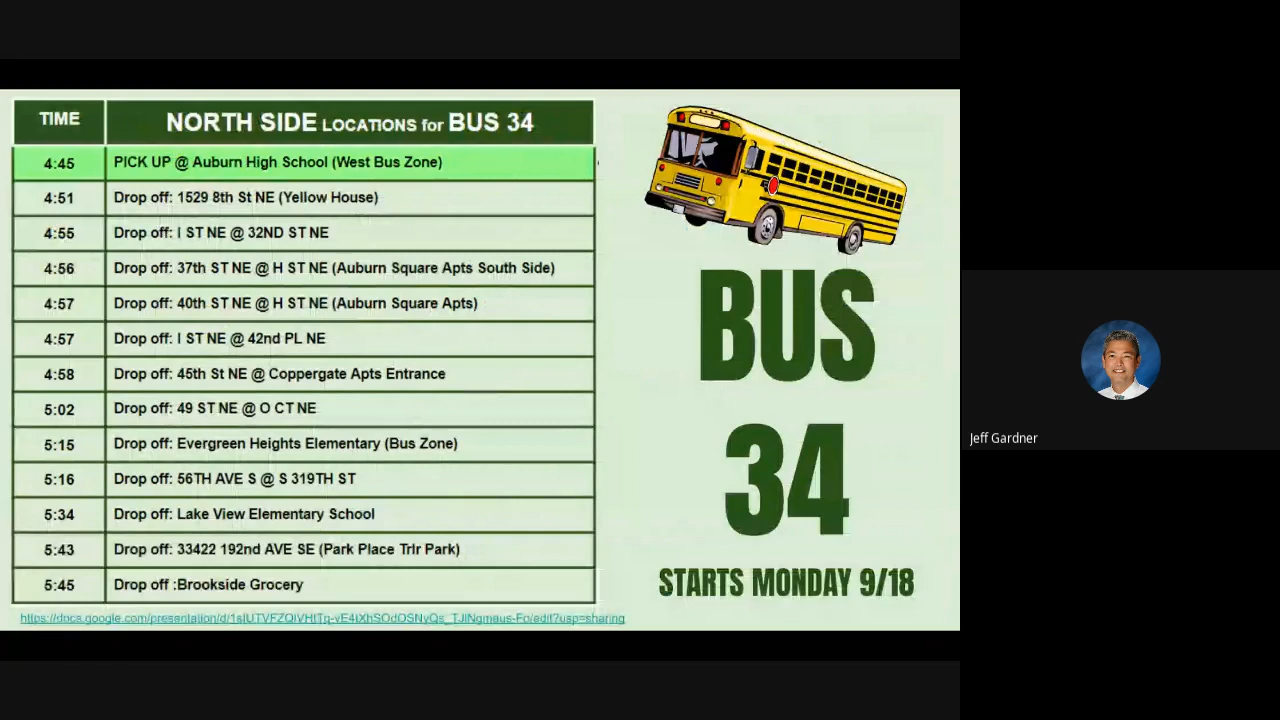 TIME NORTH SIDE LOCATIONS for BUS 34
4:45 PICK UP @ Auburn High School (West Bus Zone)
4:51 Drop off: 1529 8th St NE (Yellow House)
4:55 Drop off: I ST NE @ 32ND ST NE
4:56 Drop off: 37th ST NE @ H ST NE (Auburn Square Apts South Side)
4:57 Drop off: 40th ST NE @ H ST NE (Auburn Square Apts)
4:57 Drop off: I ST NE @ 42nd PL NE
4:58 Drop off: 45th St NE @ Coppergate Apts Entrance
5:02 Drop off: 49 ST NE @ O CT NE
5:15 Drop off: Evergreen Heights Elementary (Bus Zone)
5:16 Drop off: 56TH AVE S @ S 319TH ST
5:34 Drop off: Lake View Elementary School
5:43 Drop off: 33422 192nd AVE SE (Park Place Trlr Park)
5:45 Drop off :Brookside Grocery
BUS
34
STARTS MONDAY 9/18
Jeff Gardner